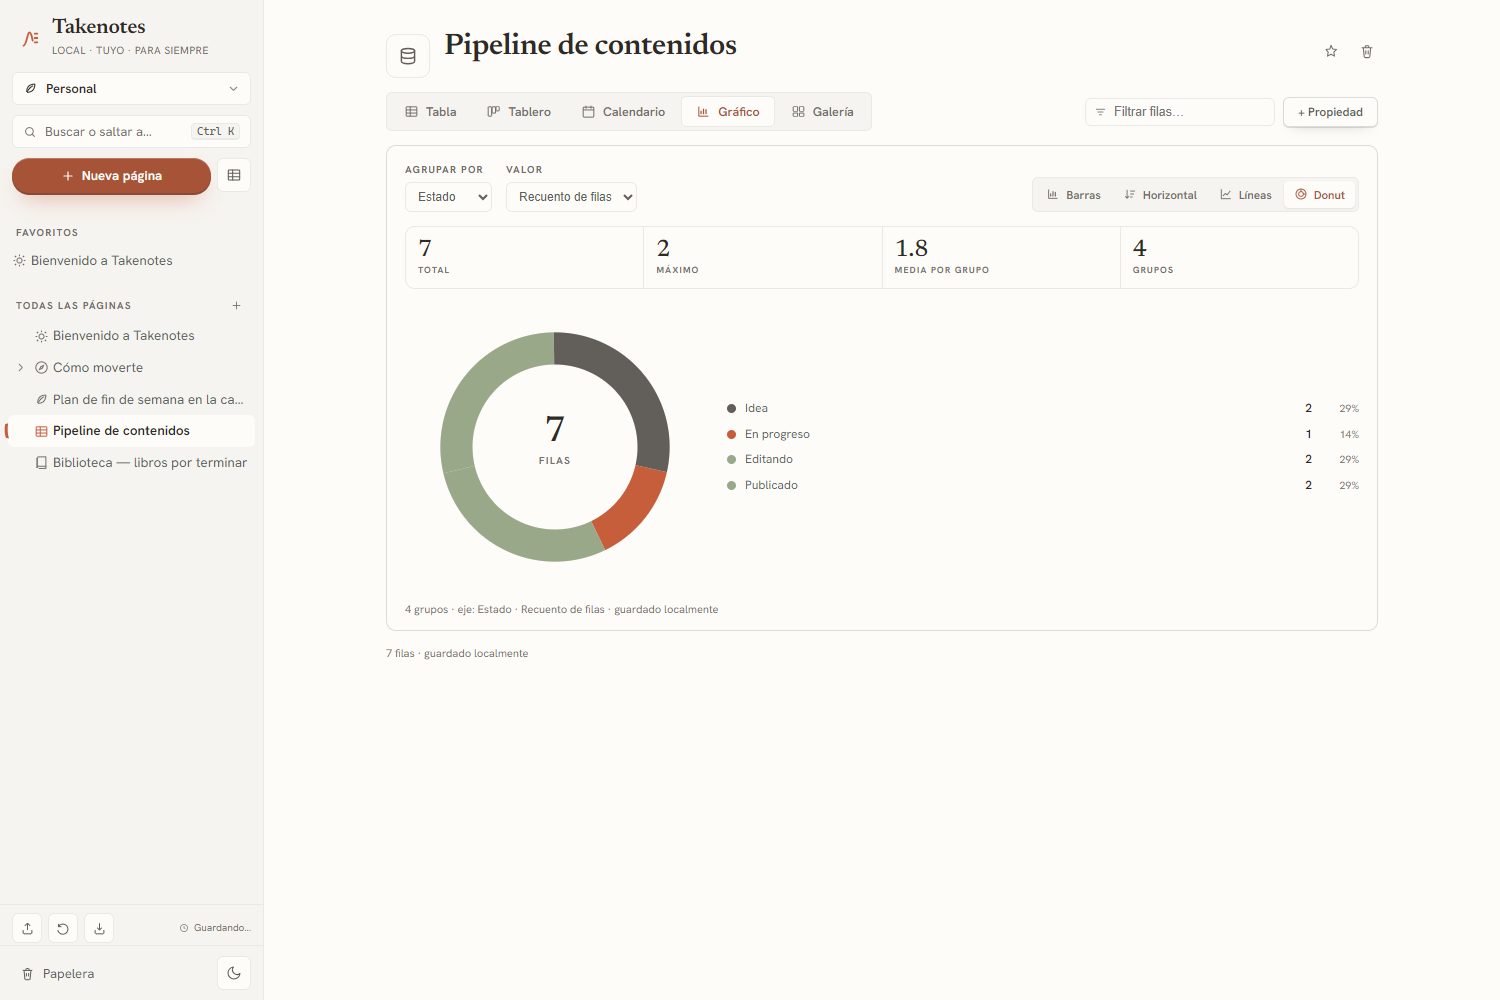 Takenotes
LOCAL · TUYO · PARA SIEMPRE
Personal
Buscar o saltar a...
Ctrl K
+ Nueva página
FAVORITOS
Bienvenido a Takenotes
TODAS LAS PÁGINAS +
Bienvenido a Takenotes
Cómo moverte
Plan de fin de semana en la ca...
Pipeline de contenidos
Biblioteca — libros por terminar
Guardando...
Papelera
Pipeline de contenidos
Tabla
Tablero
Calendario
Gráfico
Galería
Filtrar filas...
+ Propiedad
AGRUPAR POR
VALOR
Estado
Recuento de filas
Barras
Horizontal
Líneas
Donut
7
TOTAL
2
MÁXIMO
1.8
MEDIA POR GRUPO
4
GRUPOS
7
FILAS
Idea 2 29%
En progreso 1 14%
Editando 2 29%
Publicado 2 29%
4 grupos · eje: Estado · Recuento de filas · guardado localmente
7 filas · guardado localmente